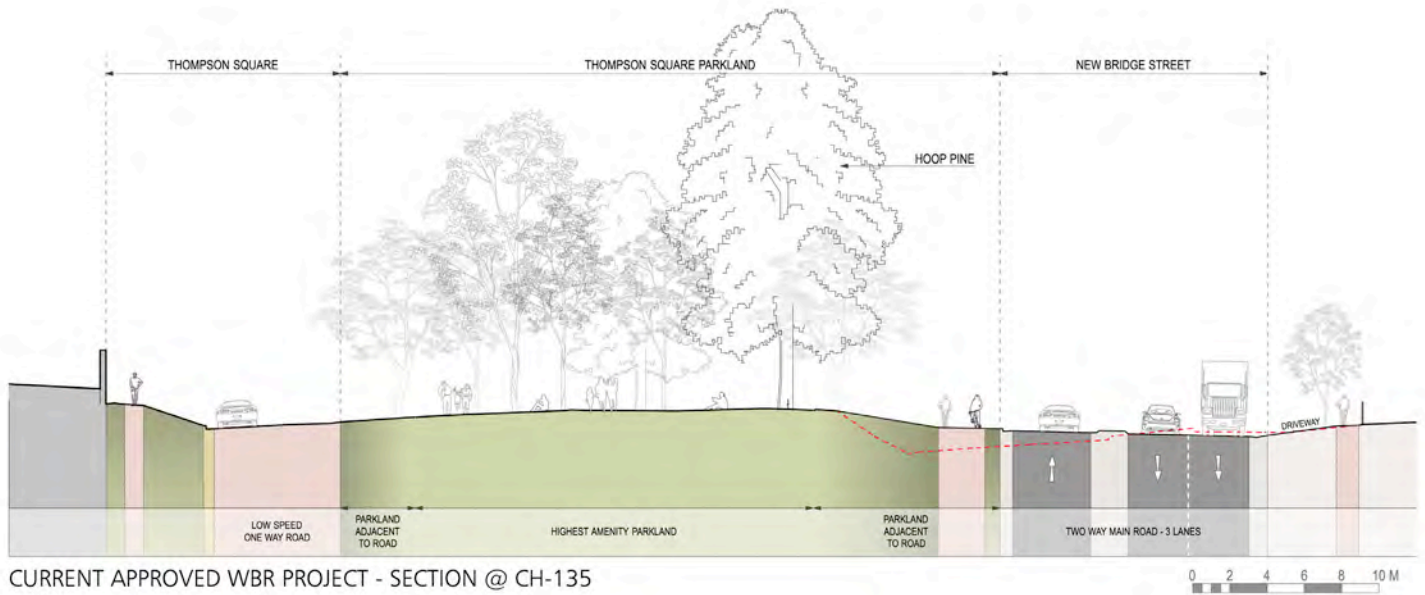 THOMPSON SQUARE
THOMPSON SQUARE PARKLAND
NEW BRIDGE STREET
HOOP PINE
DRIVEWAY
LOW SPEED
ONE WAY ROAD
PARKLAND
ADJACENT
TO ROAD
HIGHEST AMENITY PARKLAND
PARKLAND
ADJACENT
TO ROAD
TWO WAY MAIN ROAD - 3 LANES
CURRENT APPROVED WBR PROJECT - SECTION @ CH-135
0 2 4 6 8 10 M